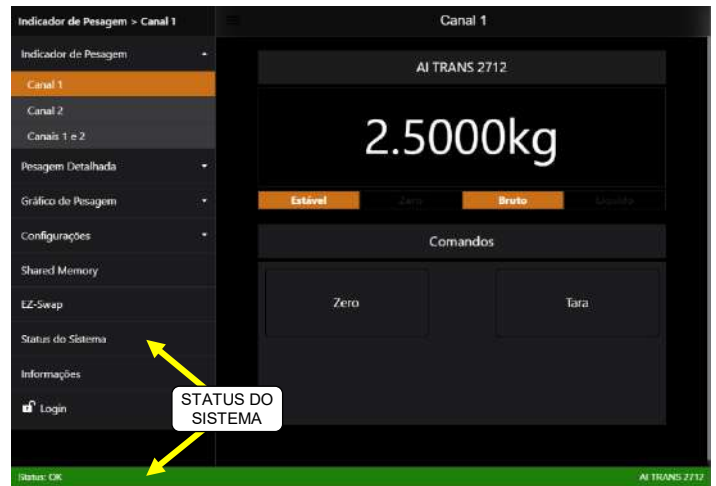 Indicador de Pesagem > Canal 1
Canal 1
Indicador de Pesagem
Canal 1
Canal 2
Canais 1 e 2
Pesagem Detalhada
Gráfico de Pesagem
Configurações
Shared Memory
EZ-Swap
Status do Sistema
Informações
Login
AI TRANS 2712
2.5000kg
Estável
Zero
Bruto
Líquido
Comandos
Zero
Tara
STATUS DO
SISTEMA
Status: OK
AI TRANS 2712